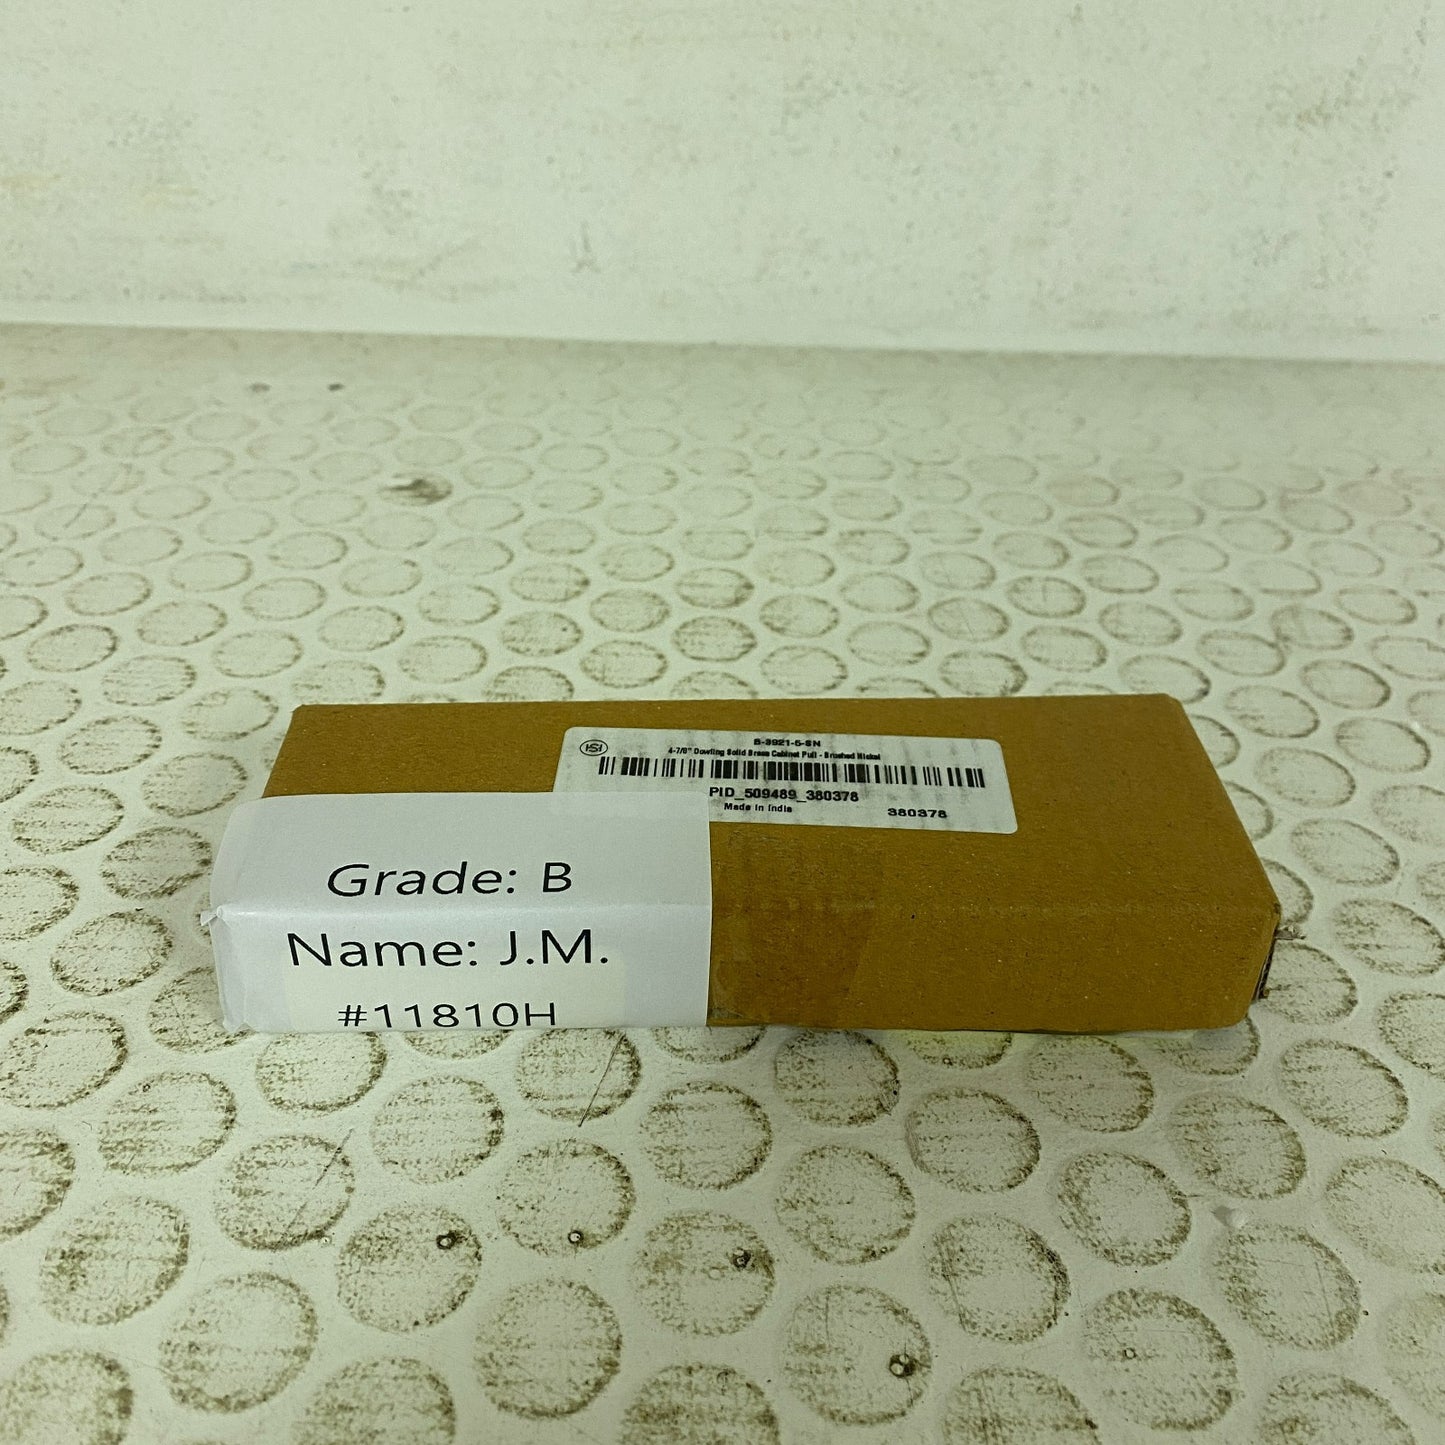 HSI
B-3921-5-SN
4-7/8" Dowling Solid Brass Cabinet Pull - Brushed Nickel
PID_509489_380378
Made in India
380378
Grade: B
Name: J.M.
#11810H